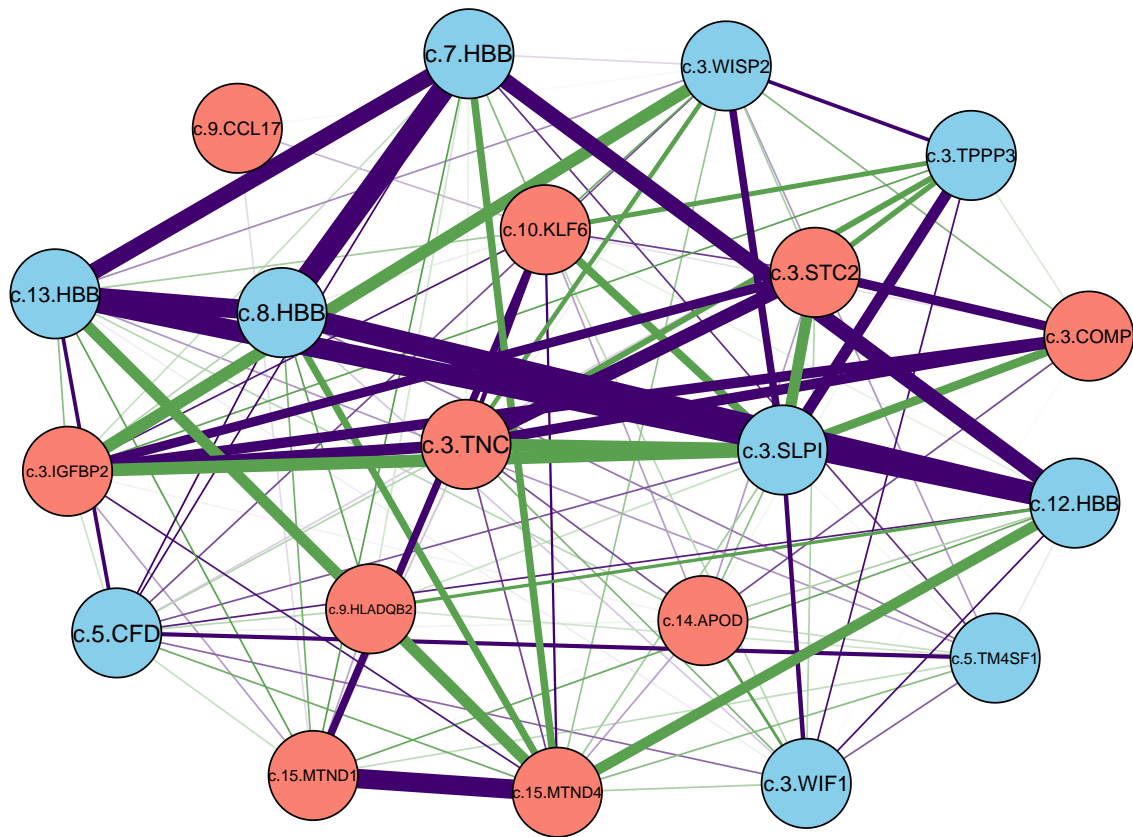 c.7.HBB
c.3.WISP2
c.9.CCL17
c.3.TPPP3
c.10.KLF6
c.3.STC2
c.13.HBB
c.8.HBB
c.3.COMP
c.3.TNC
c.3.SLPI
c.3.IGFBP2
c.12.HBB
c.9.HLADQB2
c.14.APOD
c.5.CFD
c.5.TM4SF1
c.15.MTND1
c.15.MTND4
c.3.WIF1